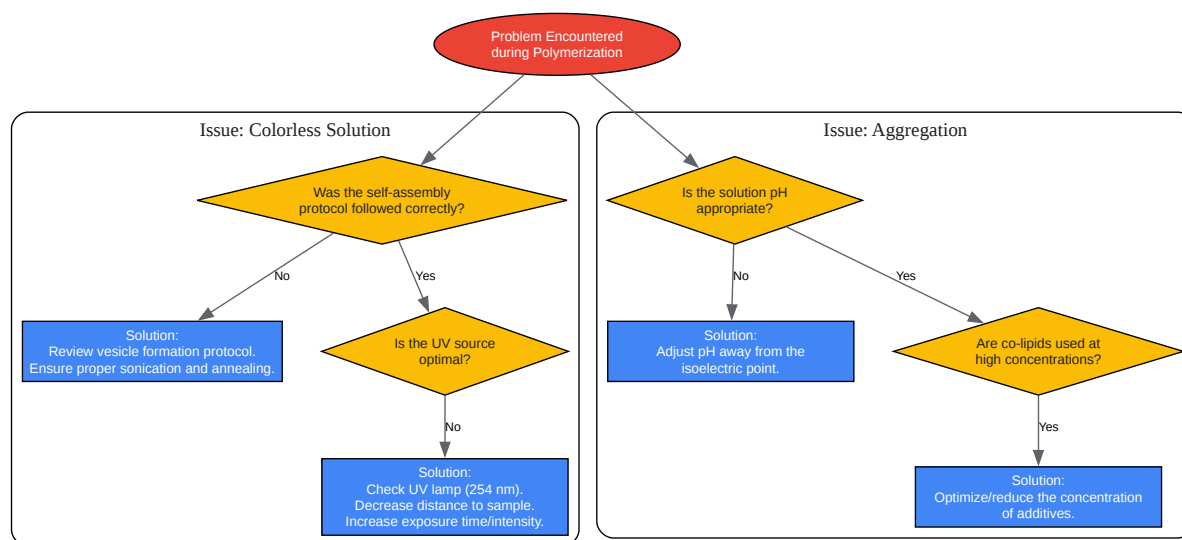 Problem Encountered
during Polymerization
Issue: Colorless Solution
Was the self-assembly
protocol followed correctly?
No
Yes
Solution:
Review vesicle formation protocol.
Ensure proper sonication and annealing.
Is the UV source
optimal?
No
Solution:
Check UV lamp (254 nm).
Decrease distance to sample.
Increase exposure time/intensity.
Issue: Aggregation
Is the solution pH
appropriate?
No
Yes
Solution:
Adjust pH away from the
isoelectric point.
Are co-lipids used at
high concentrations?
Yes
Solution:
Optimize/reduce the concentration
of additives.